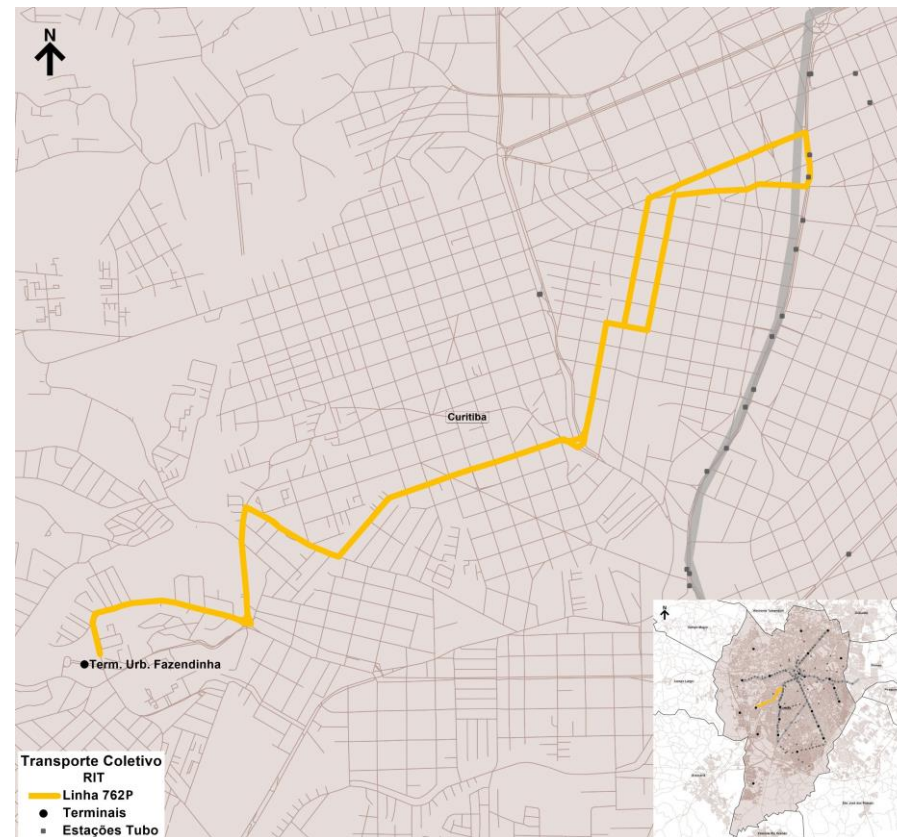 N
Curitiba
Term. Urb. Fazendinha
Transporte Coletivo
RIT
Linha 762P
Terminais
Estações Tubo
N